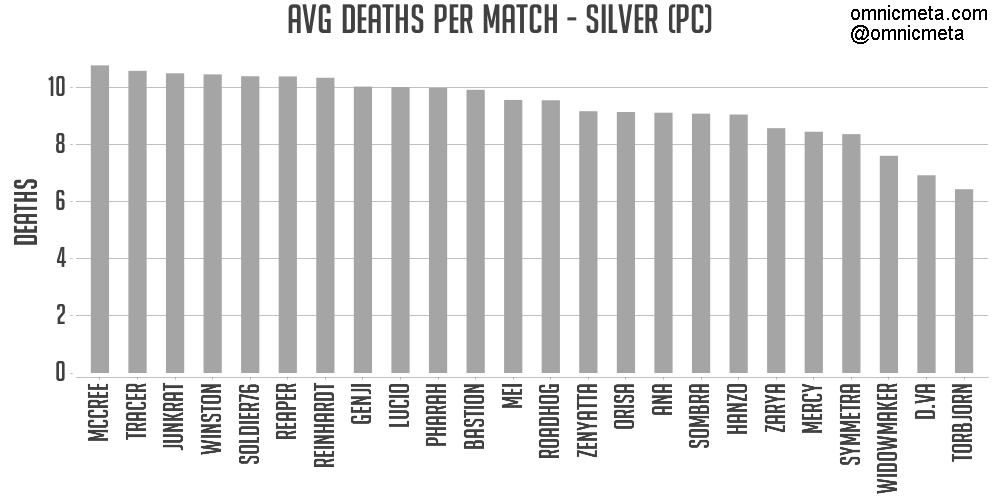 AVG DEATHS PER MATCH - SILVER (PC)
omnicmeta.com
@omnicmeta
DEATHS
10
8
6
4
2
0
MCREE
TRACER
JUNKRAT
WINSTON
SOLDIER76
REAPER
REINHARDT
GENJI
LUCIO
PHARAH
BASTION
MEI
ROADHOG
ZENYATTA
ORISA
ANA
SOMBRA
HANZO
ZARYA
MERCY
SYMMETRA
WIDOWMAKER
D.VA
TORBJORN